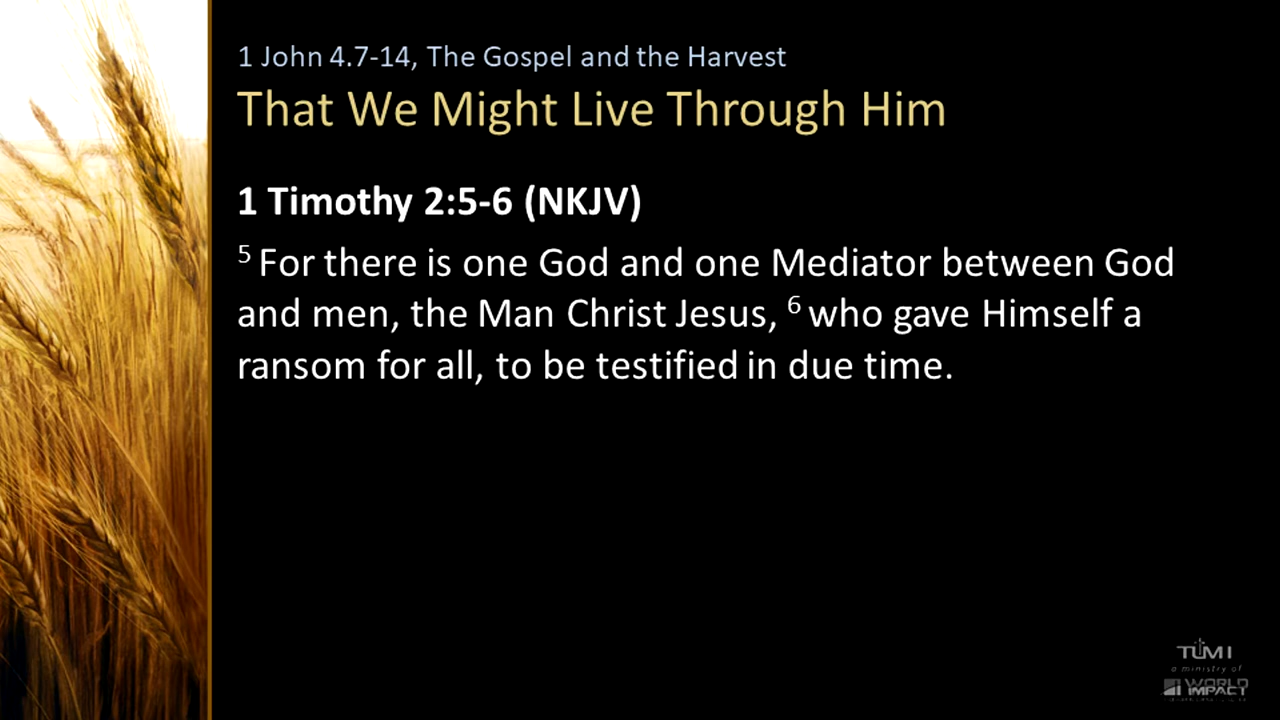 1 John 4.7-14, The Gospel and the Harvest
That We Might Live Through Him
1 Timothy 2:5-6 (NKJV)
5 For there is one God and one Mediator between God
and men, the Man Christ Jesus, 6 who gave Himself a
ransom for all, to be testified in due time.
TUMI
a ministry of
WORLD
IMPACT